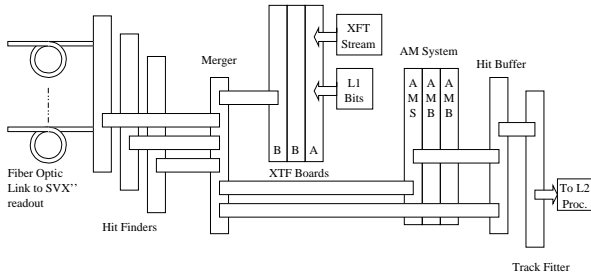 XFT
Stream
Merger
AM System
Hit Buffer
L1
Bits
A
M
S
A
M
B
A
M
B
B B A
XTF Boards
Fiber Optic
Link to SVX''
readout
Hit Finders
To L2
Proc.
Track Fitter